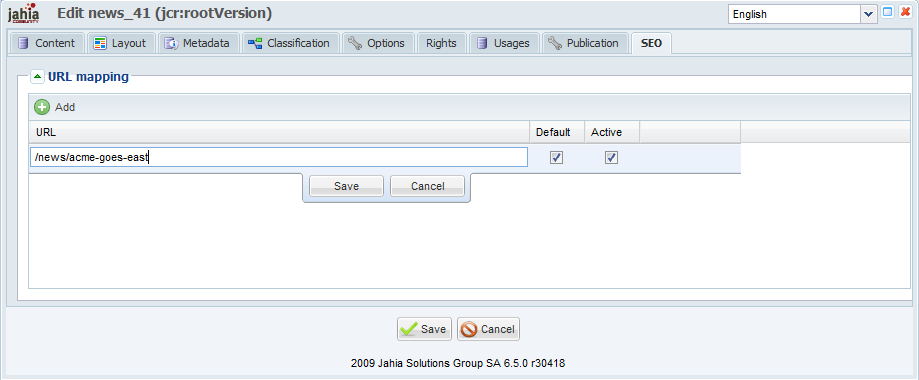 jahia Edit news_41 (jcr:rootVersion) English
COMMUNITY
Content Layout Metadata Classification Options Rights Usages Publication SEO
URL mapping
Add
URL Default Active
/news/acme-goes-east
Save Cancel
Save Cancel
2009 Jahia Solutions Group SA 6.5.0 r30418